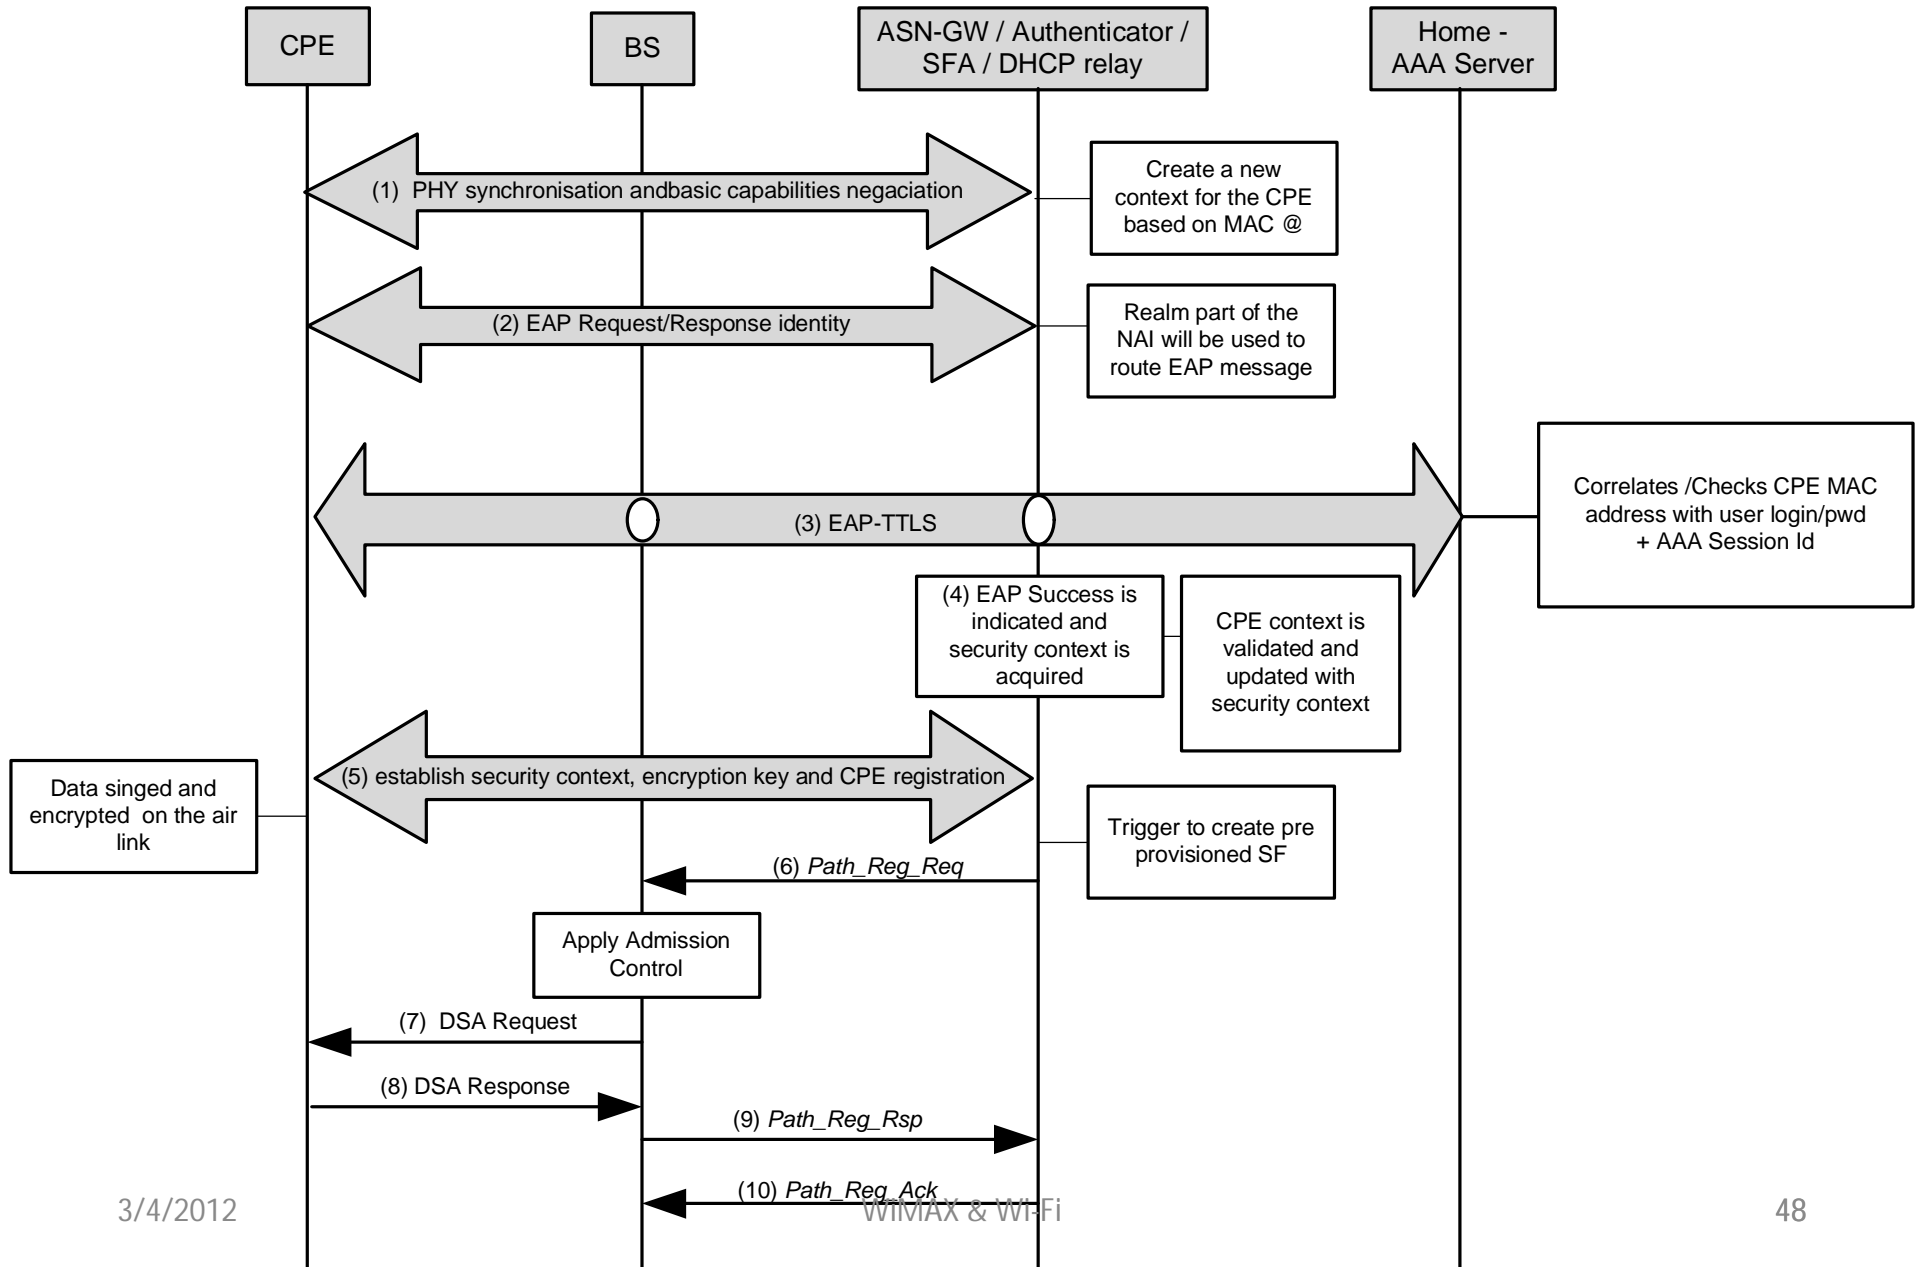 CPE
BS
ASN-GW / Authenticator /
SFA / DHCP relay
Home -
AAA Server
(1) PHY synchronisation andbasic capabilities negaciation
Create a new
context for the CPE
based on MAC @
(2) EAP Request/Response identity
Realm part of the
NAI will be used to
route EAP message
(3) EAP-TTLS
Correlates /Checks CPE MAC
address with user login/pwd
+ AAA Session Id
(4) EAP Success is
indicated and
security context is
acquired
CPE context is
validated and
updated with
security context
(5) establish security context, encryption key and CPE registration
Data singed and
encrypted on the air
link
Trigger to create pre
provisioned SF
(6) Path_Reg_Req
Apply Admission
Control
(7) DSA Request
(8) DSA Response
(9) Path_Reg_Rsp
(10) Path_Reg_Ack
3/4/2012
WIMAX & Wi-Fi
48